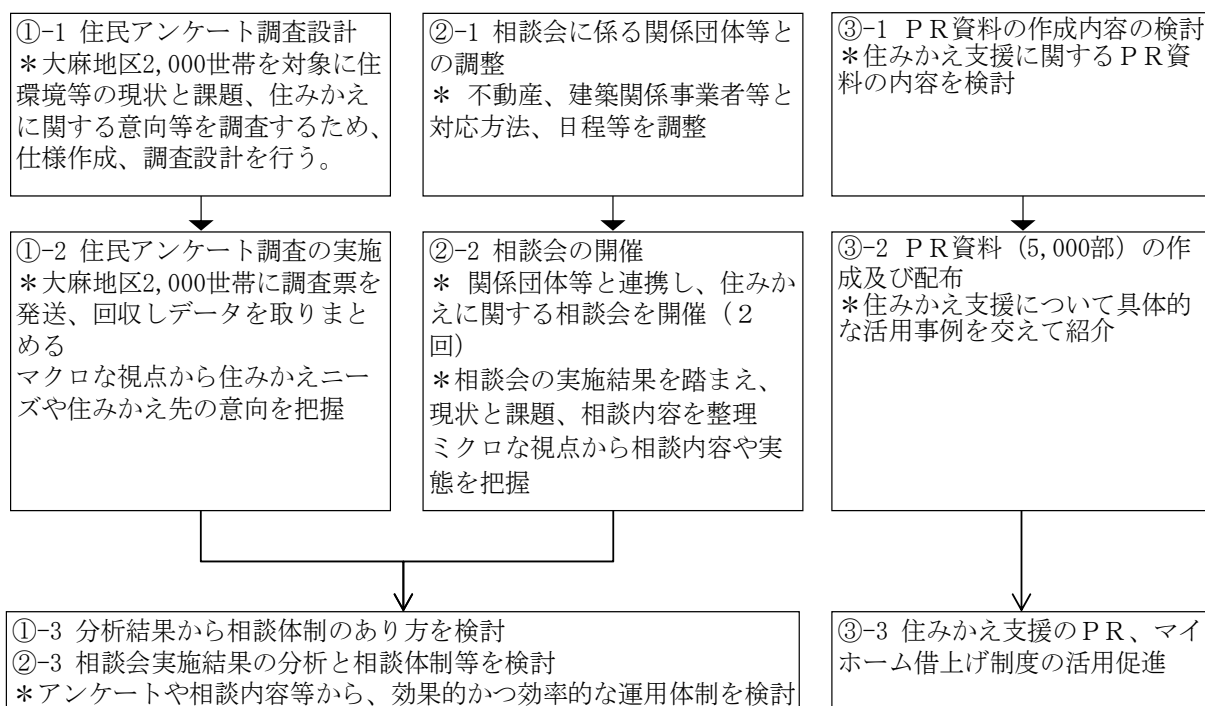 ①-1 住民アンケート調査設計
＊大麻地区2,000世帯を対象に住
環境等の現状と課題、住みかえ
に関する意向等を調査するため、
仕様作成、調査設計を行う。
②-1 相談会に係る関係団体等と
の調整
＊ 不動産、建築関係事業者等と
対応方法、日程等を調整
③-1 ＰＲ資料の作成内容の検討
＊住みかえ支援に関するＰＲ資
料の内容を検討
①-2 住民アンケート調査の実施
＊大麻地区2,000世帯に調査票を
発送、回収しデータを取りまと
める
マクロな視点から住みかえニー
ズや住みかえ先の意向を把握
②-2 相談会の開催
＊ 関係団体等と連携し、住みか
えに関する相談会を開催（２
回）
＊相談会の実施結果を踏まえ、
現状と課題、相談内容を整理
ミクロな視点から相談内容や実
態を把握
③-2 ＰＲ資料（5,000部）の作
成及び配布
＊住みかえ支援について具体的
な活用事例を交えて紹介
①-3 分析結果から相談体制のあり方を検討
②-3 相談会実施結果の分析と相談体制等を検討
＊アンケートや相談内容等から、効果的かつ効率的な運用体制を検討
③-3 住みかえ支援のＰＲ、マイ
ホーム借上げ制度の活用促進